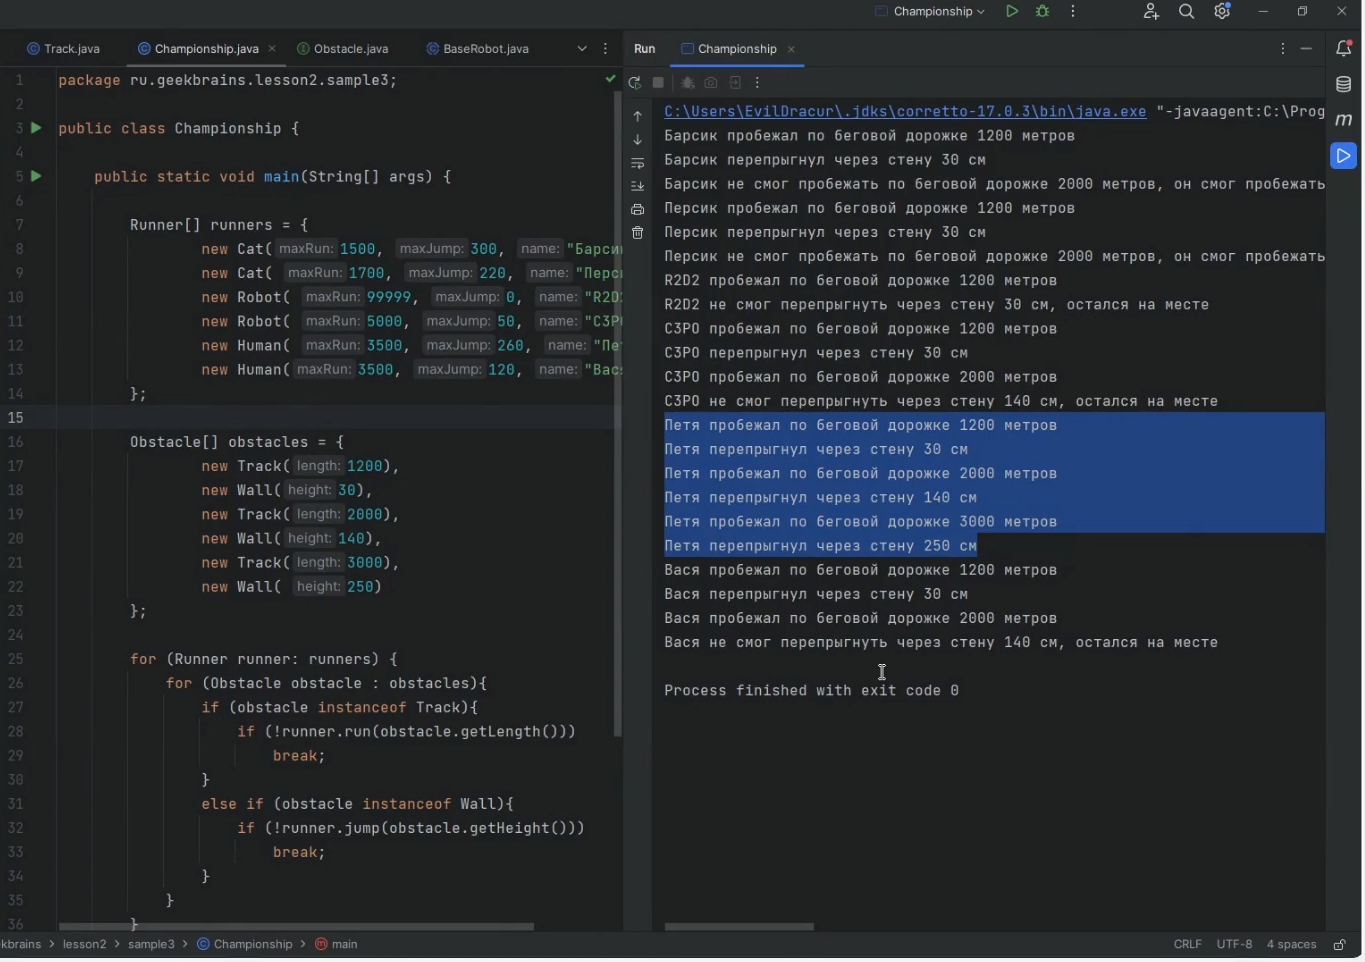 Championship
Track.java
Championship.java
Obstacle.java
BaseRobot.java
Run
Championship
1 package ru.geekbrains.lesson2.sample3;
2
3 public class Championship {
4
5 public static void main(String[] args) {
6
7 Runner[] runners = {
8 new Cat( maxRun: 1500, maxJump: 300, name: "Барси
9 new Cat( maxRun: 1700, maxJump: 220, name: "Перс
10 new Robot( maxRun: 99999, maxJump: 0, name: "R2D
11 new Robot( maxRun: 5000, maxJump: 50, name: "C3P
12 new Human( maxRun: 3500, maxJump: 260, name: "Пе
13 new Human( maxRun: 3500, maxJump: 120, name: "Вас
14 };
15
16 Obstacle[] obstacles = {
17 new Track( length: 1200),
18 new Wall( height: 30),
19 new Track( length: 2000),
20 new Wall( height: 140),
21 new Track( length: 3000),
22 new Wall( height: 250)
23 };
24
25 for (Runner runner: runners) {
26 for (Obstacle obstacle : obstacles){
27 if (obstacle instanceof Track){
28 if (!runner.run(obstacle.getLength()))
29 break;
30 }
31 else if (obstacle instanceof Wall){
32 if (!runner.jump(obstacle.getHeight()))
33 break;
34 }
35 }
36 }
C:\Users\EvilDracur\.jdks\corretto-17.0.3\bin\java.exe "-javaagent:C:\Prog
Барсик пробежал по беговой дорожке 1200 метров
Барсик перепрыгнул через стену 30 см
Барсик не смог пробежать по беговой дорожке 2000 метров, он смог пробежать
Персик пробежал по беговой дорожке 1200 метров
Персик перепрыгнул через стену 30 см
Персик не смог пробежать по беговой дорожке 2000 метров, он смог пробежать
R2D2 пробежал по беговой дорожке 1200 метров
R2D2 не смог перепрыгнуть через стену 30 см, остался на месте
C3PO пробежал по беговой дорожке 1200 метров
C3PO перепрыгнул через стену 30 см
C3PO пробежал по беговой дорожке 2000 метров
C3PO не смог перепрыгнуть через стену 140 см, остался на месте
Петя пробежал по беговой дорожке 1200 метров
Петя перепрыгнул через стену 30 см
Петя пробежал по беговой дорожке 2000 метров
Петя перепрыгнул через стену 140 см
Петя пробежал по беговой дорожке 3000 метров
Петя перепрыгнул через стену 250 см
Вася пробежал по беговой дорожке 1200 метров
Вася перепрыгнул через стену 30 см
Вася пробежал по беговой дорожке 2000 метров
Вася не смог перепрыгнуть через стену 140 см, остался на месте
Process finished with exit code 0
kbrains > lesson2 > sample3 > Championship > main
CRLF UTF-8 4 spaces